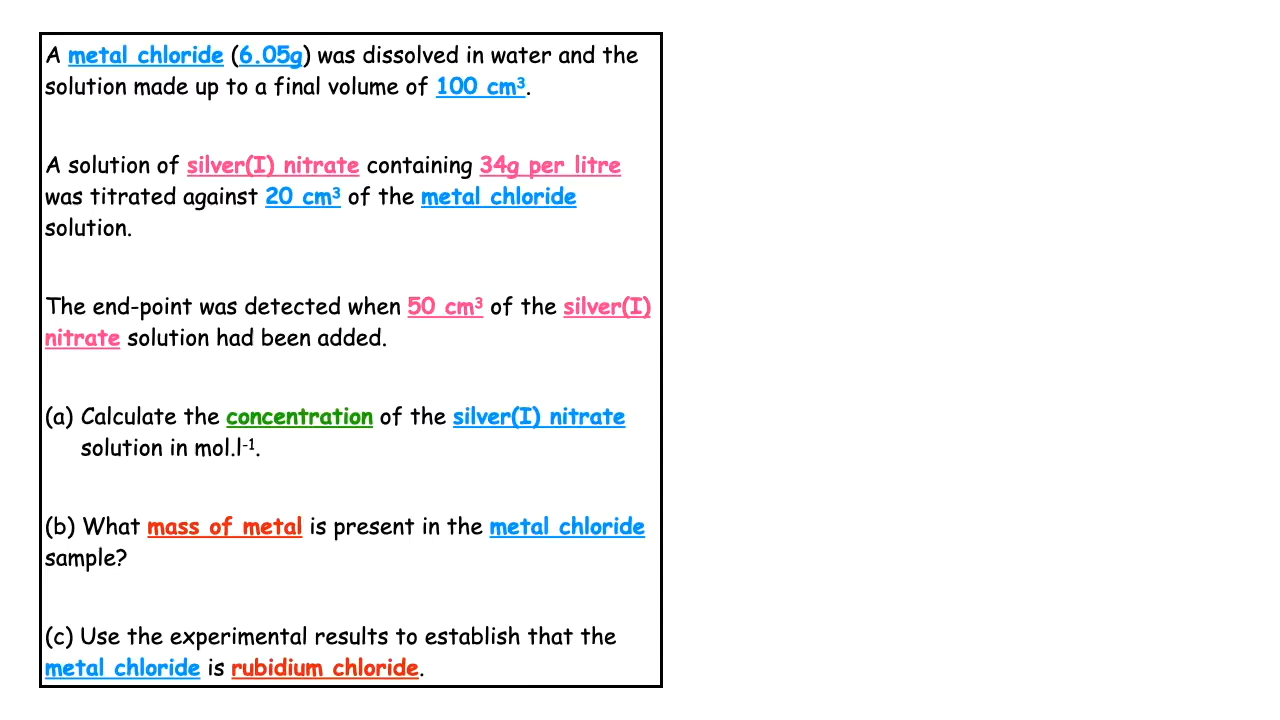 A metal chloride (6.05g) was dissolved in water and the
solution made up to a final volume of 100 cm³.
A solution of silver(I) nitrate containing 34g per litre
was titrated against 20 cm³ of the metal chloride
solution.
The end-point was detected when 50 cm³ of the silver(I)
nitrate solution had been added.
(a) Calculate the concentration of the silver(I) nitrate
solution in mol.l⁻¹.
(b) What mass of metal is present in the metal chloride
sample?
(c) Use the experimental results to establish that the
metal chloride is rubidium chloride.